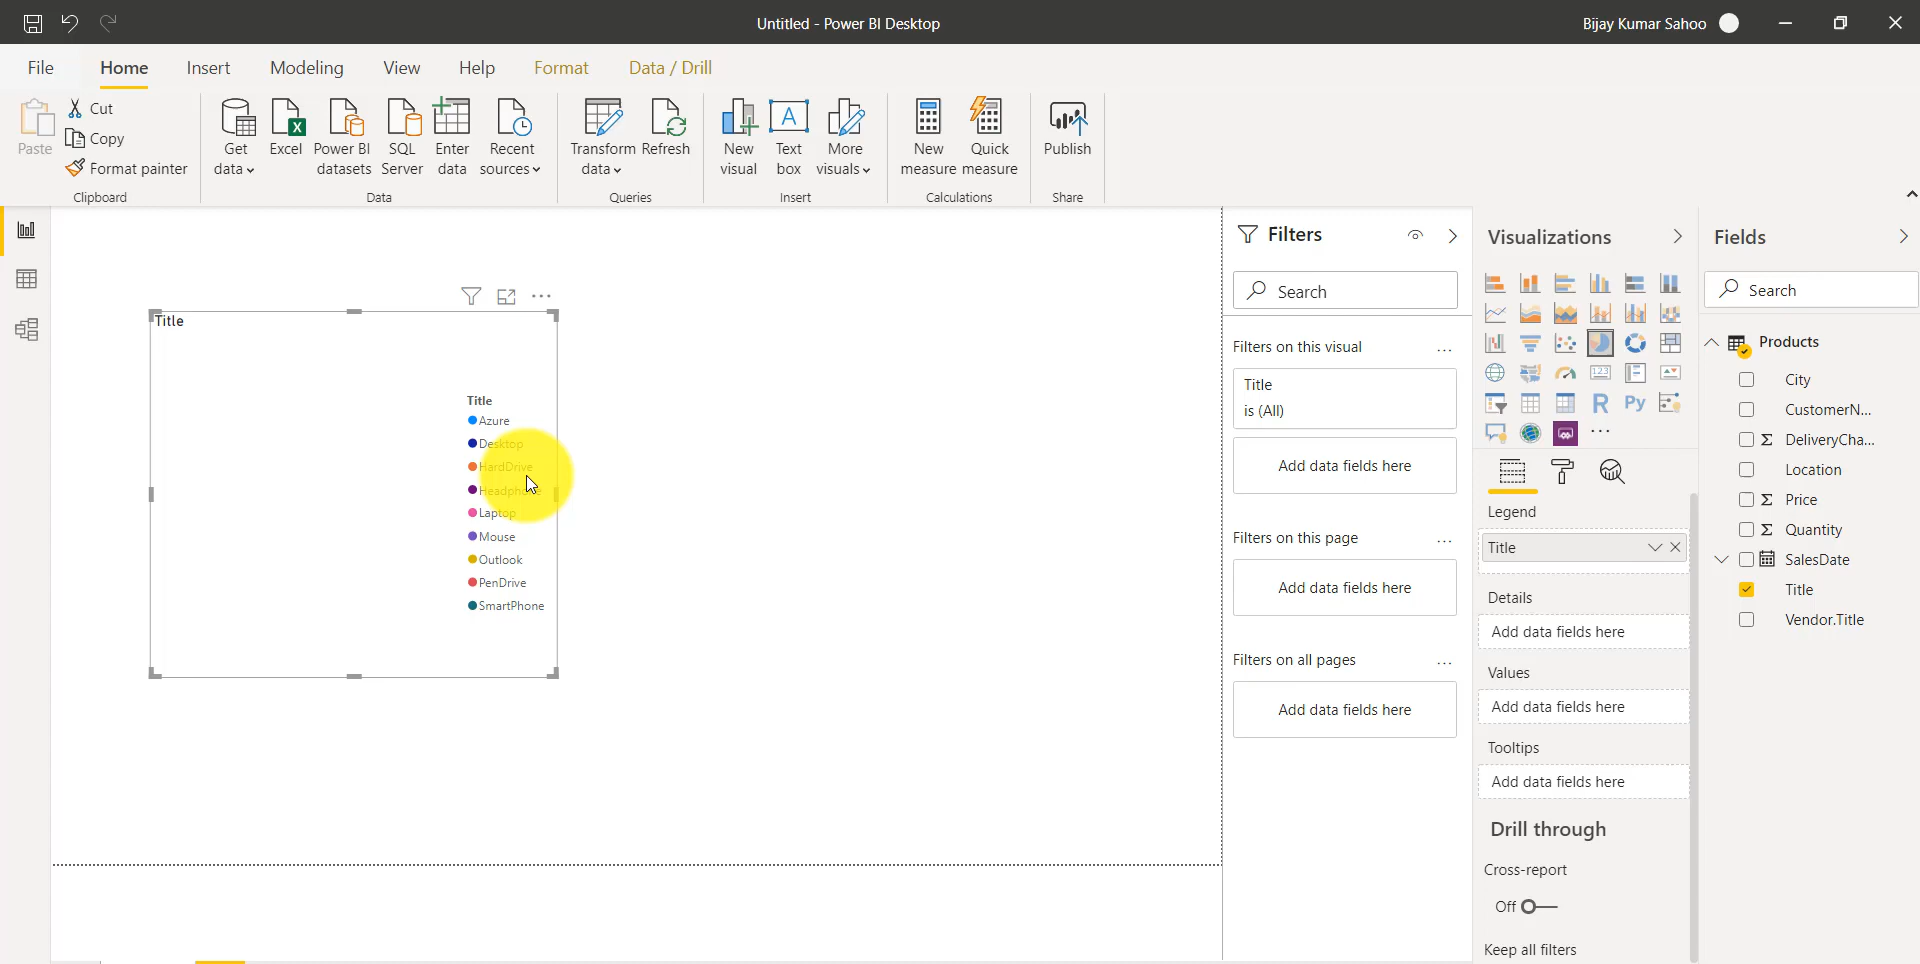 Untitled - Power BI Desktop
Bijay Kumar Sahoo
File Home Insert Modeling View Help Format Data / Drill
Paste
Cut
Copy
Format painter
Clipboard
Get data
Excel
Power BI datasets
SQL Server
Enter data
Recent sources
Data
Transform data
Refresh
Queries
New visual
Text box
More visuals
Insert
New measure
Quick measure
Calculations
Publish
Share
Title
Title
Azure
Desktop
HardDrive
Headphone
Laptop
Mouse
Outlook
PenDrive
SmartPhone
Filters
Search
Filters on this visual
Title
is (All)
Add data fields here
Filters on this page
Add data fields here
Filters on all pages
Add data fields here
Visualizations
123
R
Py
Legend
Title
Details
Add data fields here
Values
Add data fields here
Tooltips
Add data fields here
Drill through
Cross-report
Off
Keep all filters
Fields
Search
Products
City
CustomerN...
DeliveryCha...
Location
Price
Quantity
SalesDate
Title
Vendor.Title